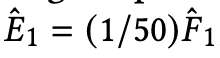 Ê₁ = (1/50)F̂₁